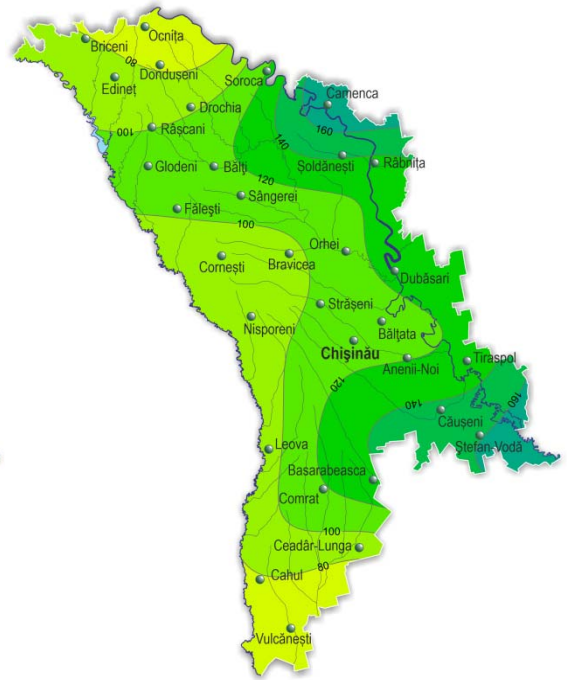 Ocnița
Briceni
80
Dondușeni
Edineț
Soroca
Camenca
Drochia
160
100
Râșcani
140
Șoldănești
Râbnița
Glodeni
Bălți
120
Sângerei
Fălești
100
Orhei
Cornești
Bravicea
Dubăsari
Strășeni
Nisporeni
Bălțata
Chișinău
Anenii-Noi
Tiraspol
120
140
160
Căușeni
Ștefan-Vodă
Leova
Basarabeasca
Comrat
100
Ceadâr-Lunga
80
Cahul
Vulcănești